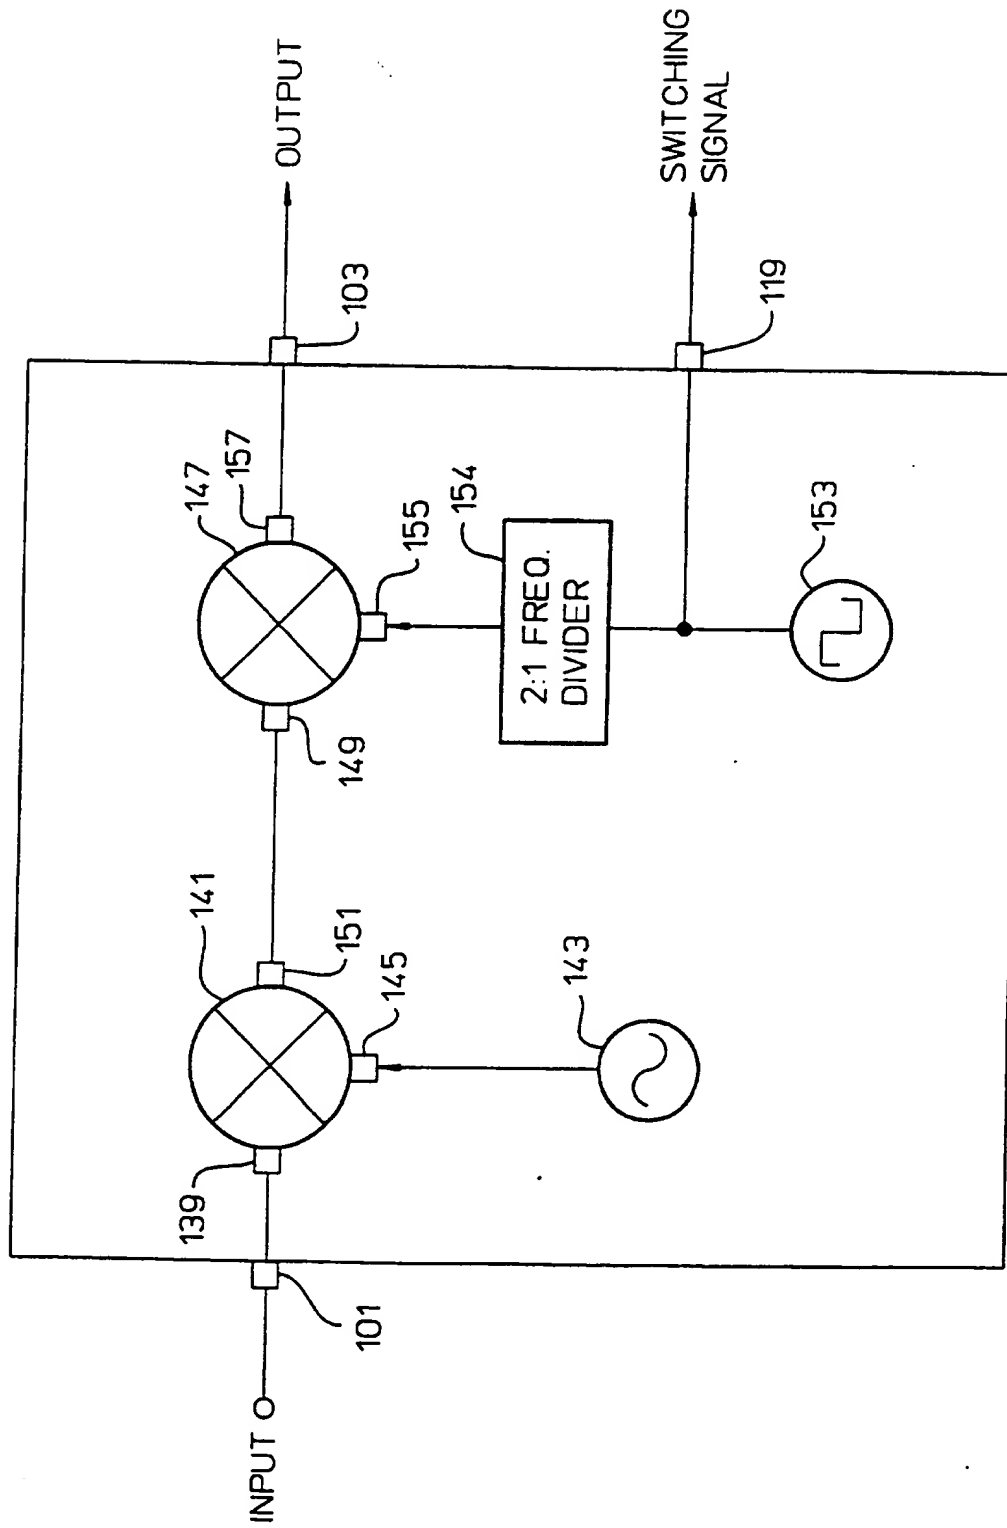 INPUT
101
139
141
151
145
143
149
147
157
155
154
2:1 FREQ.
DIVIDER
153
103
OUTPUT
119
SWITCHING
SIGNAL